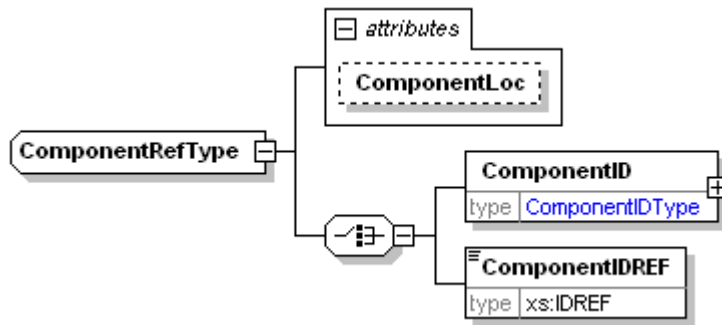 attributes
ComponentLoc
ComponentRefType
ComponentID
type ComponentIDType
ComponentIDREF
type xs:IDREF